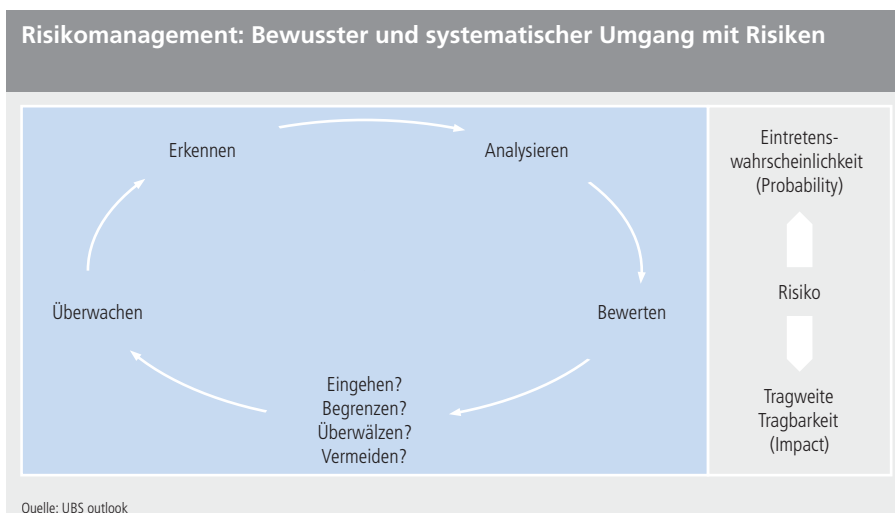 Risikomanagement: Bewusster und systematischer Umgang mit Risiken
Erkennen
Analysieren
Bewerten
Eingehen?
Begrenzen?
Überwälzen?
Vermeiden?
Überwachen
Eintretens-
wahrscheinlichkeit
(Probability)
Risiko
Tragweite
Tragbarkeit
(Impact)
Quelle: UBS outlook